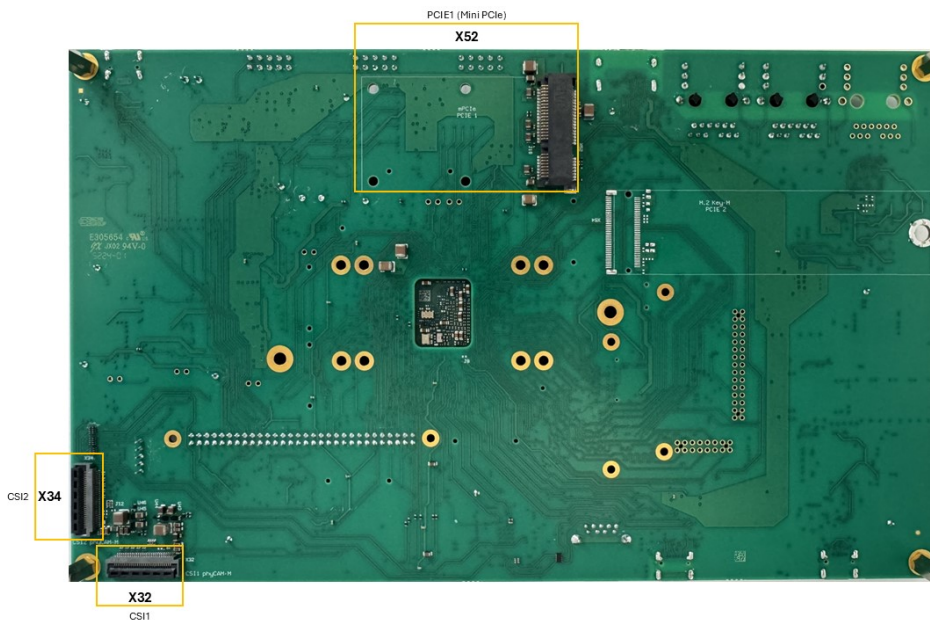 PCIE1 (Mini PCIe)
X52
mPCIe
PCIE 1
M.2 Key-M
PCIE 2
E305654
94V-0
X34
CSI2
X34
CSI1 phyCAM-M
X32
X32
CSI1